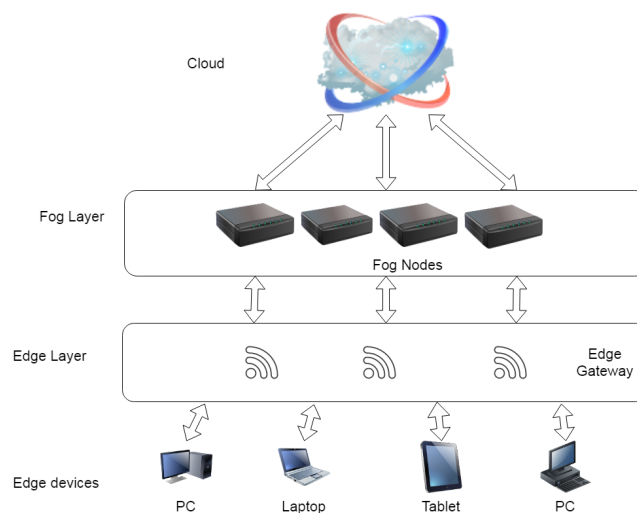 Cloud
Fog Layer
Fog Nodes
Edge Layer
Edge
Gateway
Edge devices
PC
Laptop
Tablet
PC